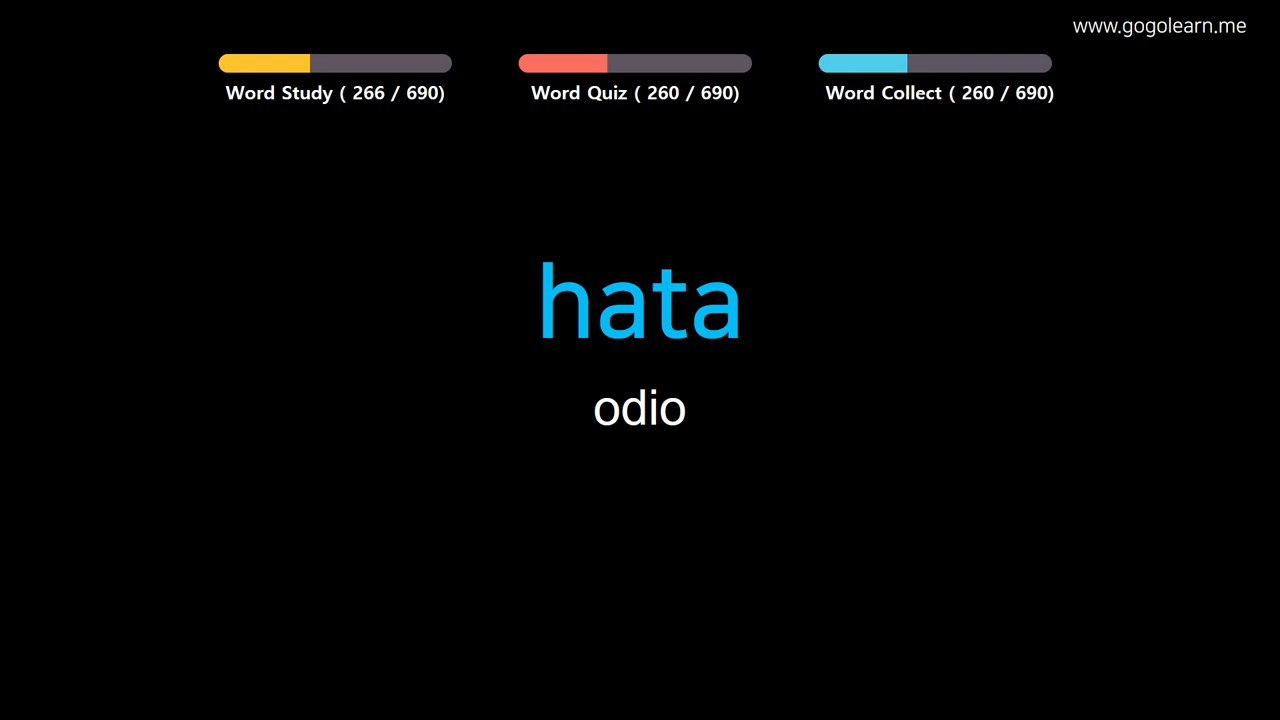 www.gogolearn.me
Word Study ( 266 / 690)
Word Quiz ( 260 / 690)
Word Collect ( 260 / 690)
hata
odio